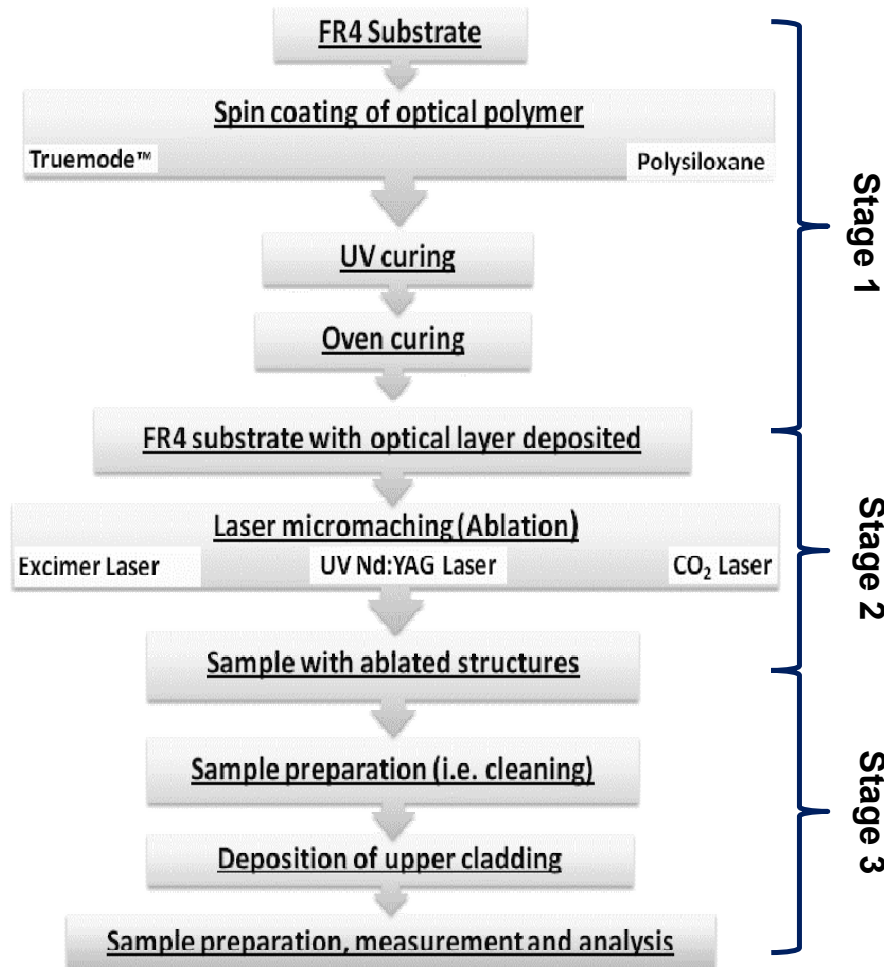 FR4 Substrate
Spin coating of optical polymer
Truemode™
Polysiloxane
UV curing
Oven curing
FR4 substrate with optical layer deposited
Stage 1
Laser micromaching (Ablation)
Excimer Laser
UV Nd:YAG Laser
CO₂ Laser
Sample with ablated structures
Stage 2
Sample preparation (i.e. cleaning)
Deposition of upper cladding
Sample preparation, measurement and analysis
Stage 3